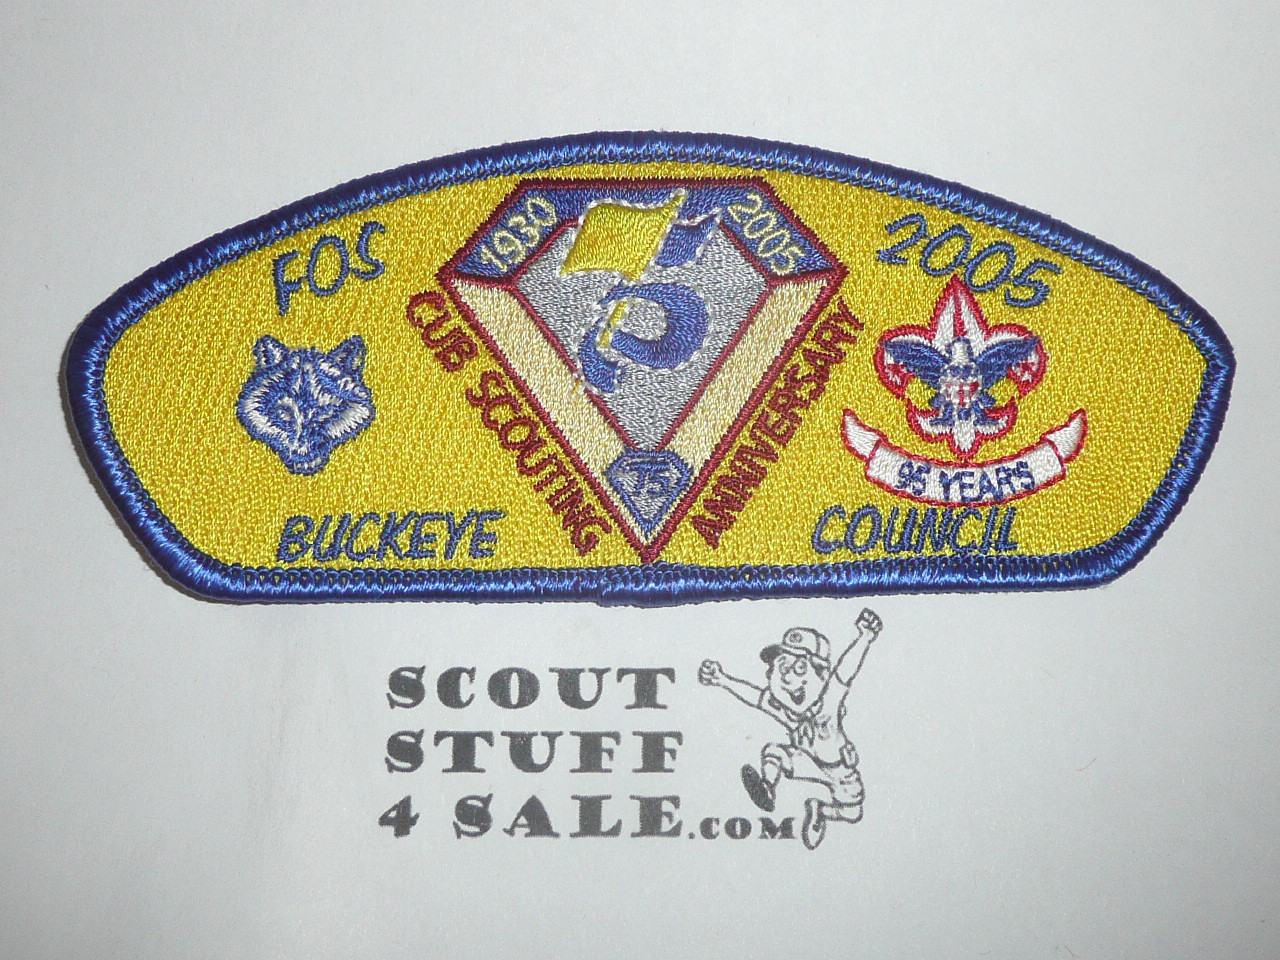 FOS
1930
2005
2005
CUB SCOUTING
ANNIVERSARY
75
95 YEARS
BUCKEYE
COUNCIL
SCOUT
STUFF
4 SALE.COM